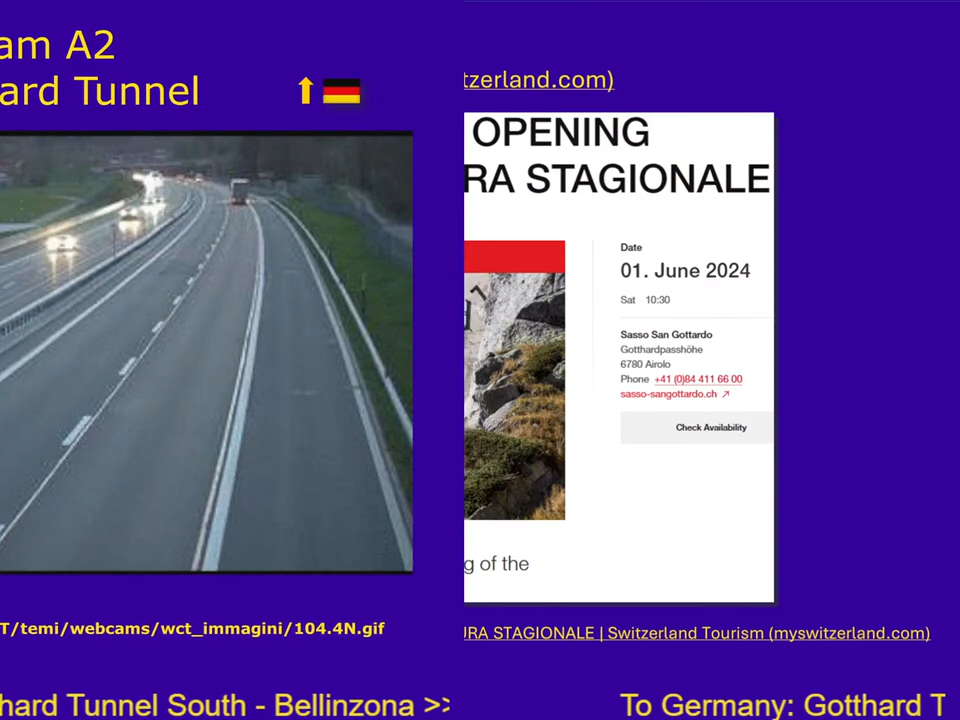 am A2
ard Tunnel
T/temi/webcams/wct_immagini/104.4N.gif
hard Tunnel South - Bellinzona >>
tzerland.com)
OPENING
RA STAGIONALE
Date
01. June 2024
Sat 10:30
Sasso San Gottardo
Gotthardpasshöhe
6780 Airolo
Phone +41 (0)84 411 66 00
sasso-sangottardo.ch ↗
Check Availability
g of the
URA STAGIONALE | Switzerland Tourism (myswitzerland.com)
To Germany: Gotthard T